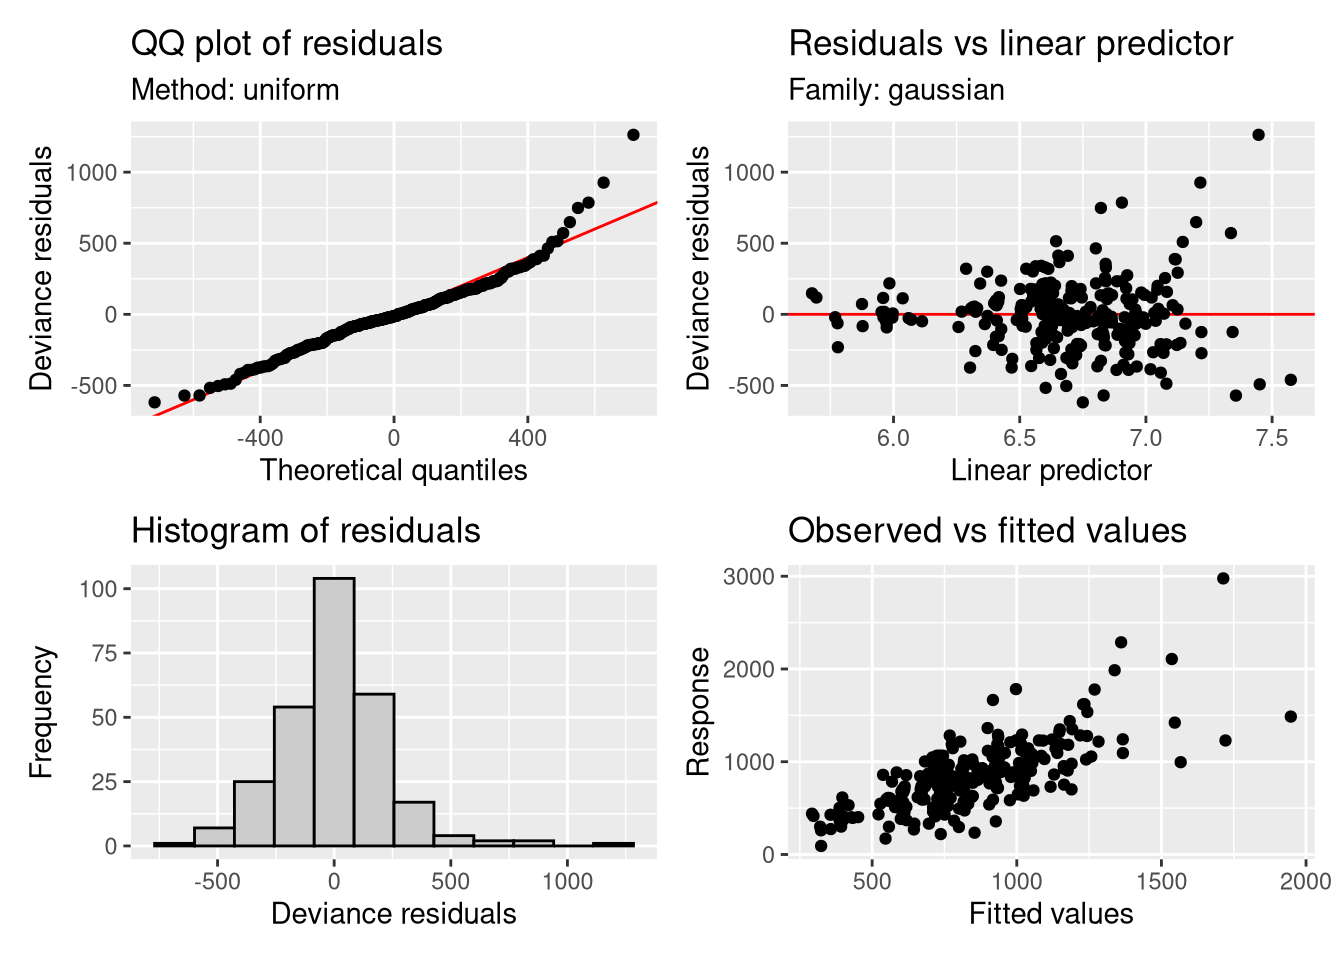 QQ plot of residuals
Method: uniform
Deviance residuals
1000
500
0
-500
-400
0
400
Theoretical quantiles
Residuals vs linear predictor
Family: gaussian
Deviance residuals
1000
500
0
-500
6.0
6.5
7.0
7.5
Linear predictor
Histogram of residuals
Frequency
100
75
50
25
0
-500
0
500
1000
Deviance residuals
Observed vs fitted values
Response
3000
2000
1000
0
500
1000
1500
2000
Fitted values